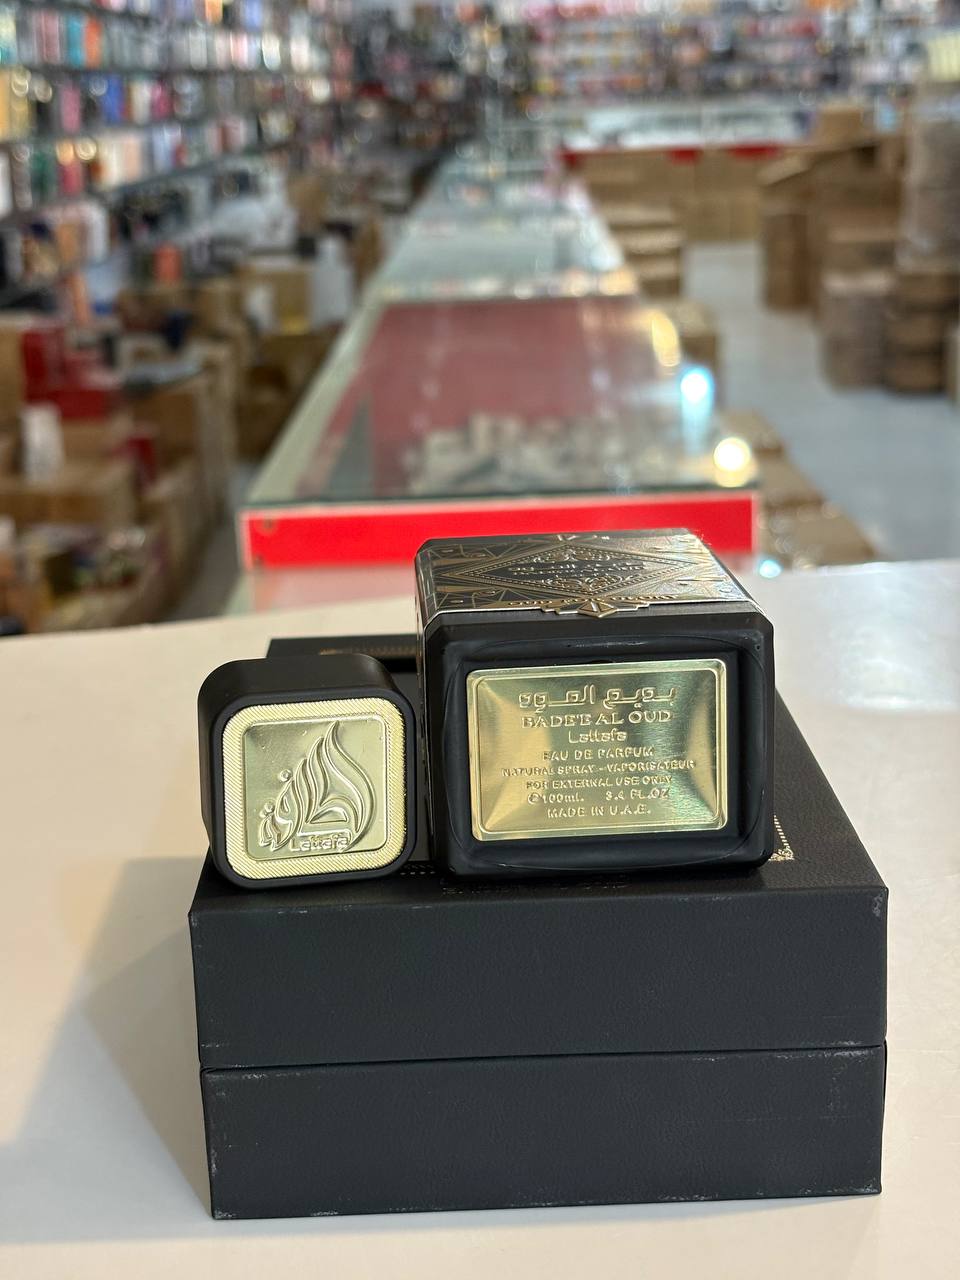 Lattafa
بديع العود
BADE'E AL OUD
Lattafa
EAU DE PARFUM
NATURAL SPRAY - VAPORISATEUR
FOR EXTERNAL USE ONLY
℮100ml. 3.4 FL.OZ
MADE IN U.A.E.